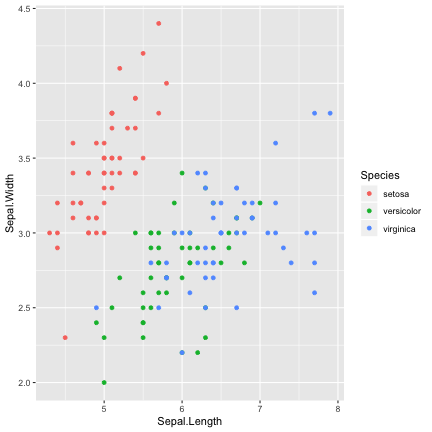 4.5
4.0
3.5
3.0
2.5
2.0
Sepal.Width
5 6 7 8
Sepal.Length
Species
setosa
versicolor
virginica